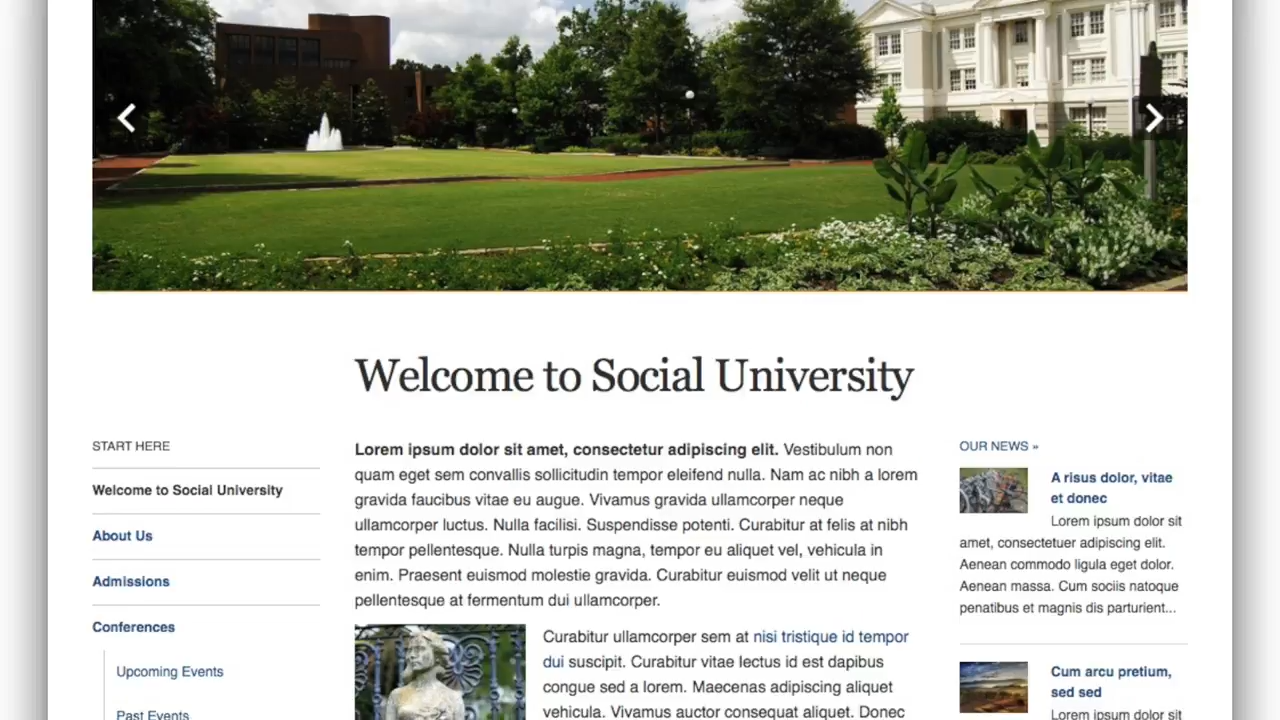 Welcome to Social University
START HERE
Welcome to Social University
About Us
Admissions
Conferences
Upcoming Events
Past Events
Lorem ipsum dolor sit amet, consectetur adipiscing elit. Vestibulum non
quam eget sem convallis sollicitudin tempor eleifend nulla. Nam ac nibh a lorem
gravida faucibus vitae eu augue. Vivamus gravida ullamcorper neque
ullamcorper luctus. Nulla facilisi. Suspendisse potenti. Curabitur at felis at nibh
tempor pellentesque. Nulla turpis magna, tempor eu aliquet vel, vehicula in
enim. Praesent euismod molestie gravida. Curabitur euismod velit ut neque
pellentesque at fermentum dui ullamcorper.
Curabitur ullamcorper sem at nisi tristique id tempor
dui suscipit. Curabitur vitae lectus id est dapibus
congue sed a lorem. Maecenas adipiscing aliquet
vehicula. Vivamus auctor consequat aliquet. Donec
OUR NEWS »
A risus dolor, vitae
et donec
Lorem ipsum dolor sit
amet, consectetuer adipiscing elit.
Aenean commodo ligula eget dolor.
Aenean massa. Cum sociis natoque
penatibus et magnis dis parturient...
Cum arcu pretium,
sed sed
Lorem ipsum dolor sit